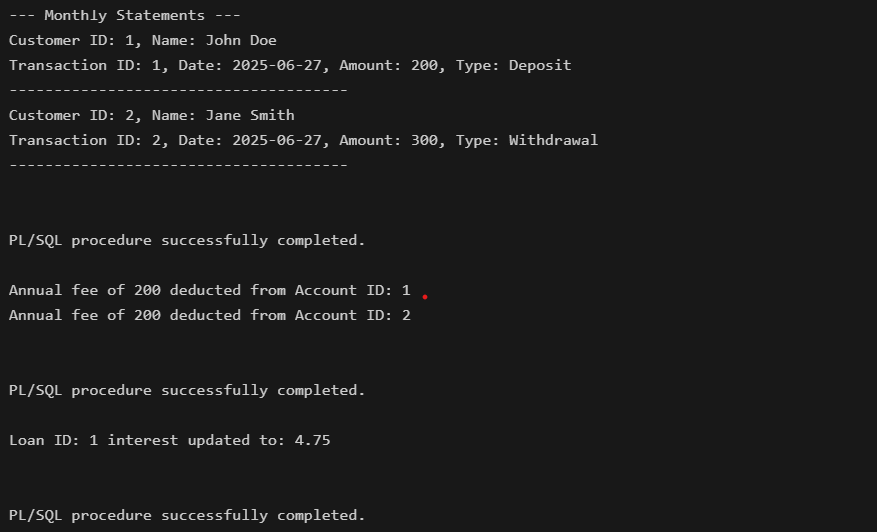 --- Monthly Statements ---
Customer ID: 1, Name: John Doe
Transaction ID: 1, Date: 2025-06-27, Amount: 200, Type: Deposit
--------------------------------------
Customer ID: 2, Name: Jane Smith
Transaction ID: 2, Date: 2025-06-27, Amount: 300, Type: Withdrawal
--------------------------------------
PL/SQL procedure successfully completed.
Annual fee of 200 deducted from Account ID: 1
Annual fee of 200 deducted from Account ID: 2
PL/SQL procedure successfully completed.
Loan ID: 1 interest updated to: 4.75
PL/SQL procedure successfully completed.